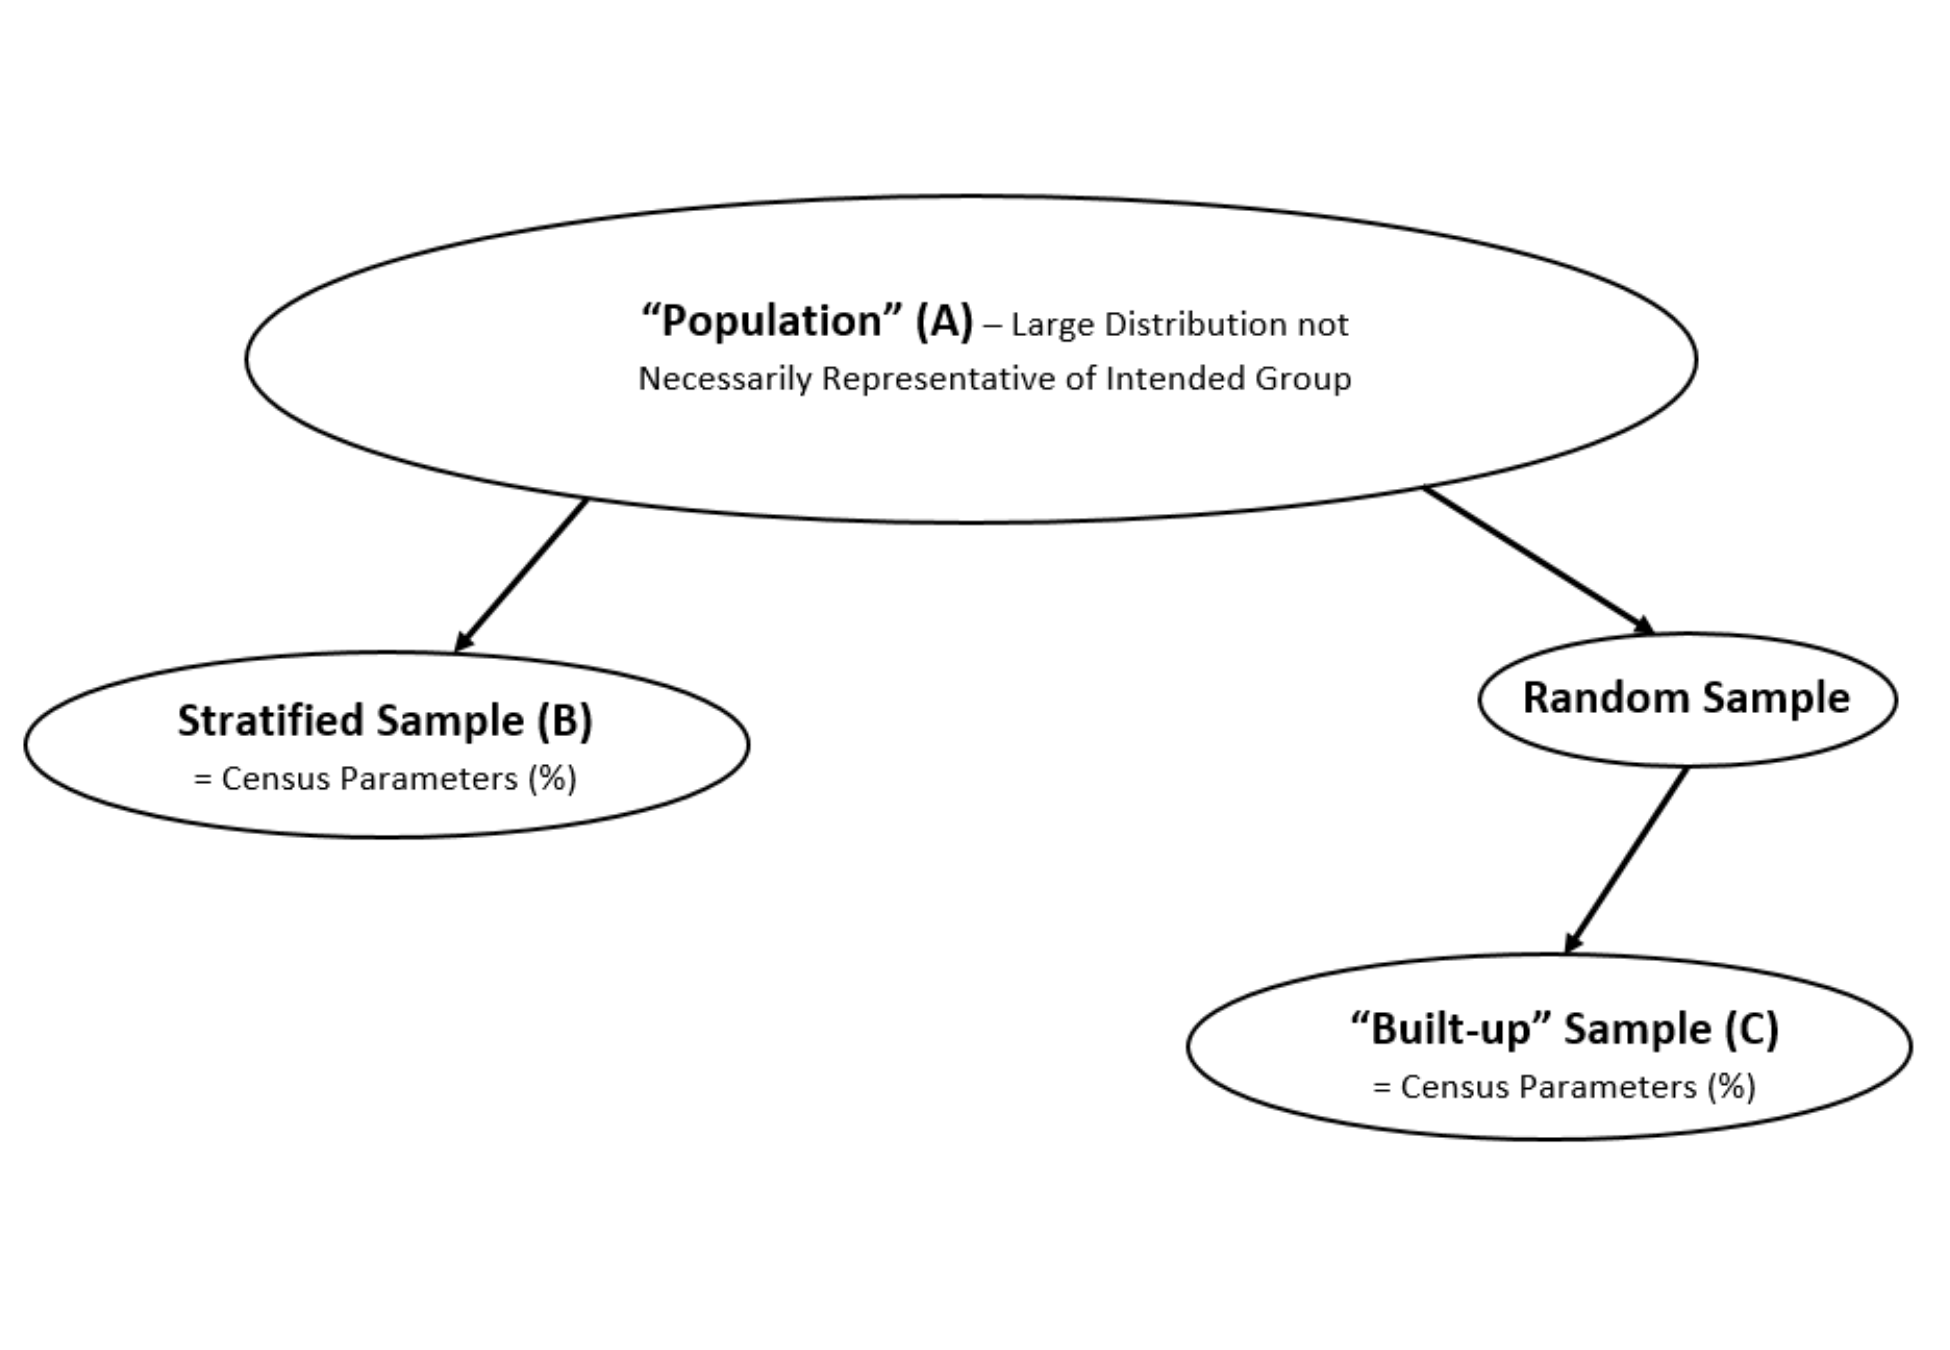 “Population” (A) – Large Distribution not
Necessarily Representative of Intended Group
Stratified Sample (B)
= Census Parameters (%)
Random Sample
“Built-up” Sample (C)
= Census Parameters (%)